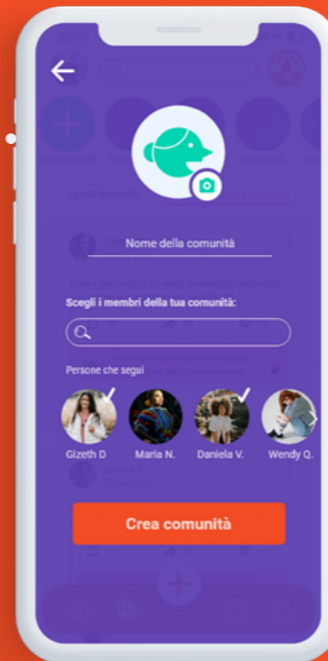 Nome della comunità
Scegli i membri della tua comunità:
Persone che segui
Gizeth D
Maria N.
Daniela V.
Wendy Q.
Crea comunità